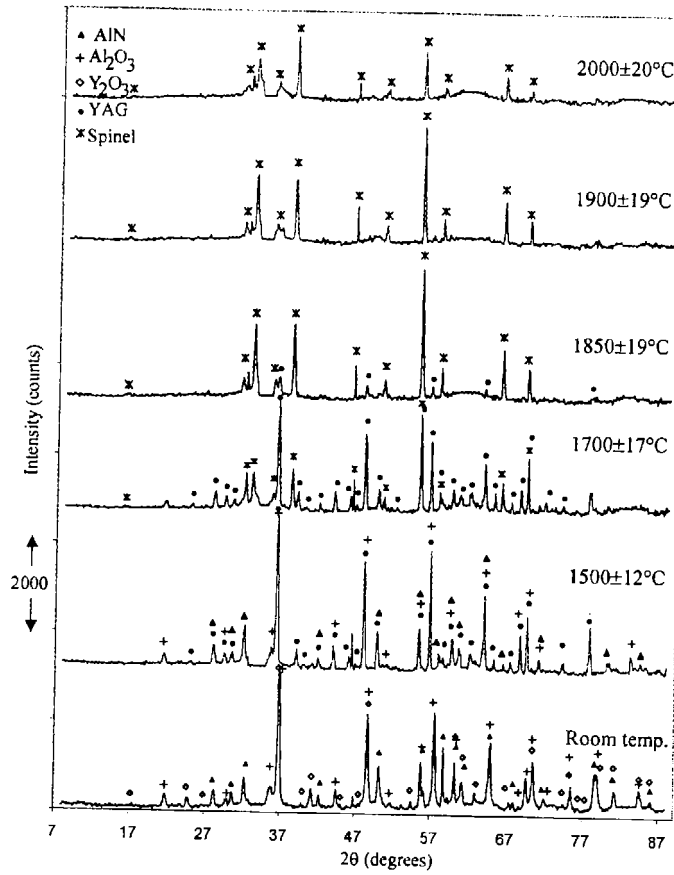 ▲ AlN
+ Al₂O₃
◇ Y₂O₃
● YAG
ж Spinel
2000±20°C
1900±19°C
1850±19°C
1700±17°C
1500±12°C
Room temp.
Intensity (counts)
2000
7 17 27 37 47 57 67 77 87
2θ (degrees)